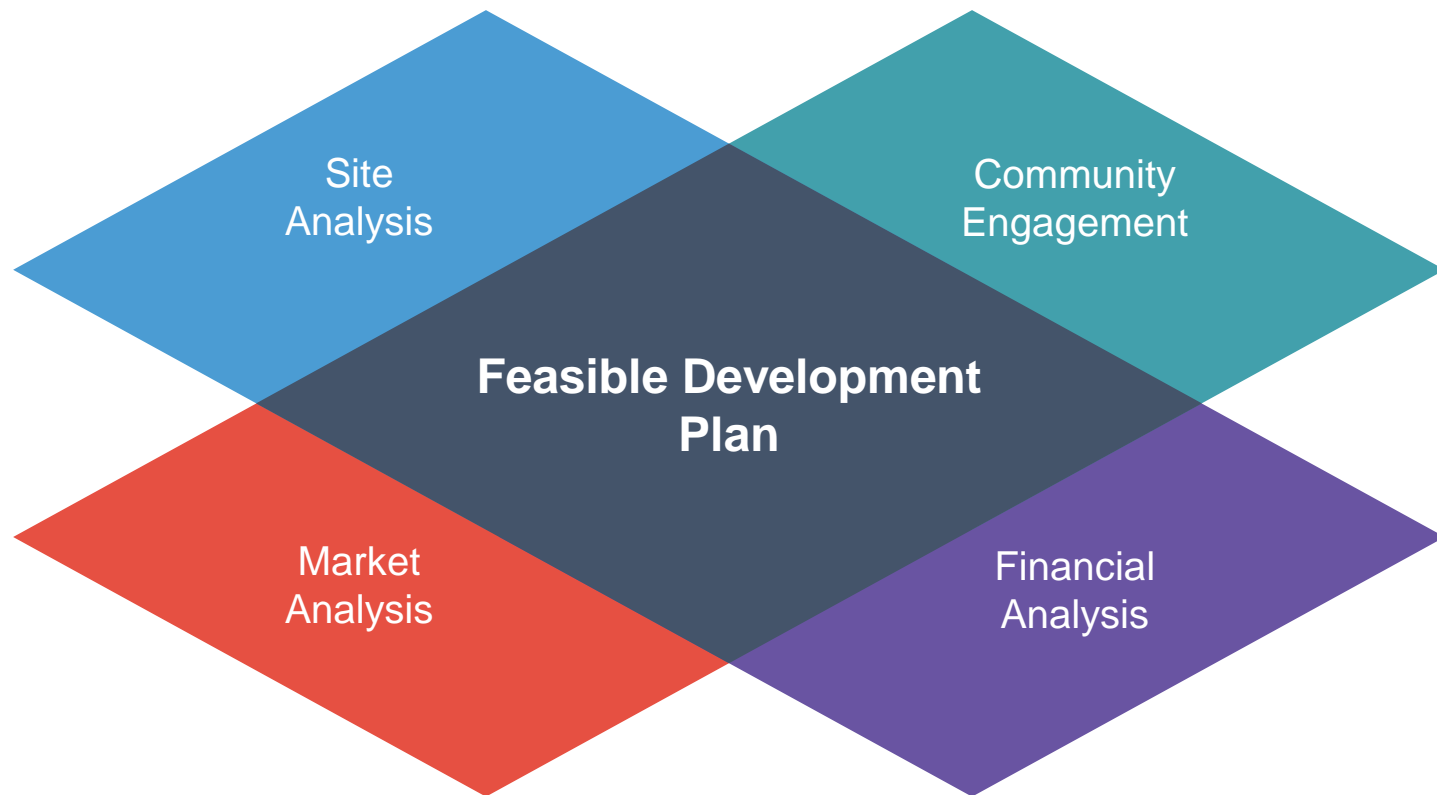 Site
Analysis
Community
Engagement
Feasible Development
Plan
Market
Analysis
Financial
Analysis